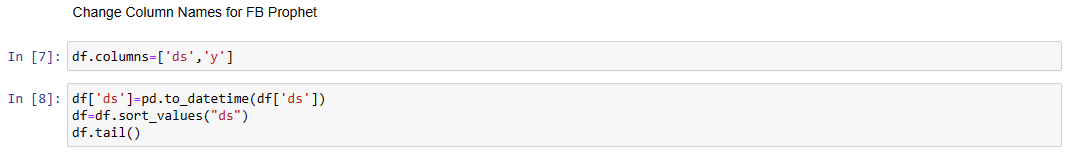 Change Column Names for FB Prophet
In [7]: df.columns=['ds','y']
In [8]: df['ds']=pd.to_datetime(df['ds'])
df=df.sort_values("ds")
df.tail()